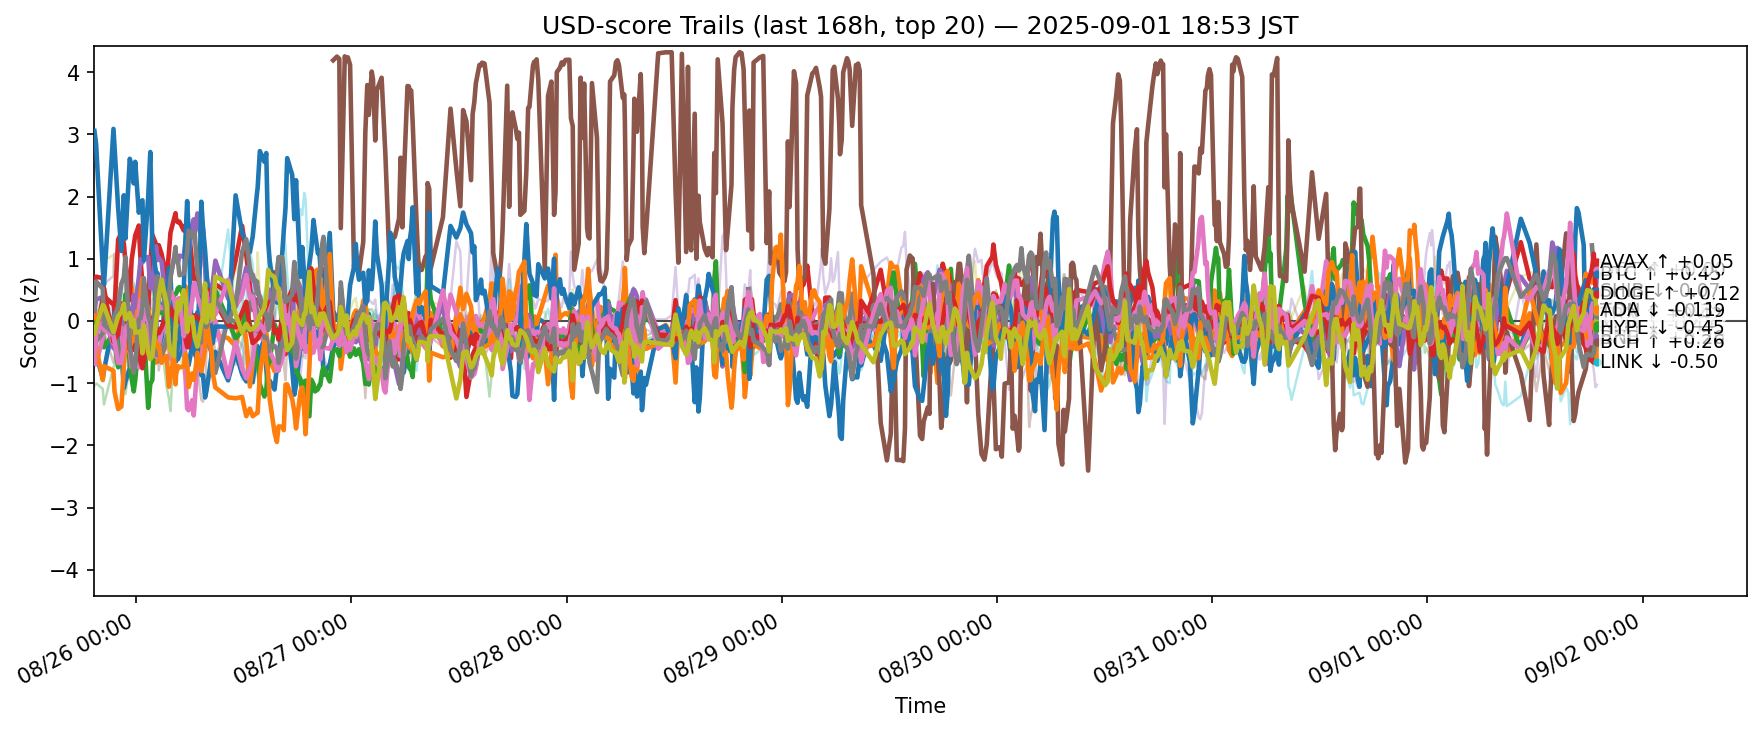 USD-score Trails (last 168h, top 20) — 2025-09-01 18:53 JST
Score (z)
4
3
2
1
0
−1
−2
−3
−4
AVAX ↑ +0.05
BTC ↑ +0.45
DOGE ↑ +0.12
ADA ↓
HYPE ↓ -0.45
BCH ↑ +0.26
LINK ↓ -0.50
08/26 00:00
08/27 00:00
08/28 00:00
08/29 00:00
08/30 00:00
08/31 00:00
09/01 00:00
09/02 00:00
Time